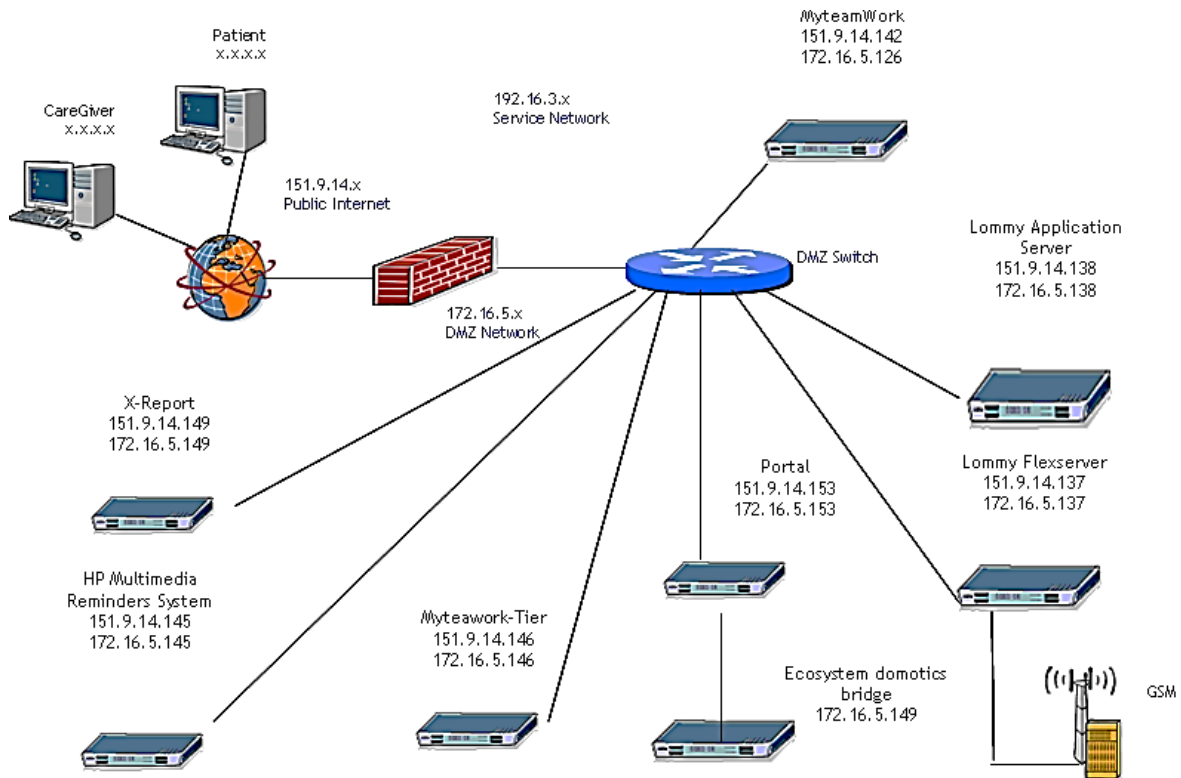 MyteamWork
151.9.14.142
172.16.5.126
Patient
x.x.x.x
CareGiver
x.x.x.x
192.16.3.x
Service Network
151.9.14.x
Public Internet
DMZ Switch
Lommy Application
Server
151.9.14.138
172.16.5.138
172.16.5.x
DMZ Network
X-Report
151.9.14.149
172.16.5.149
Portal
151.9.14.153
172.16.5.153
Lommy Flexserver
151.9.14.137
172.16.5.137
HP Multimedia
Reminders System
151.9.14.145
172.16.5.145
Myteawork-Tier
151.9.14.146
172.16.5.146
Ecosystem domotics
bridge
172.16.5.149
GSM